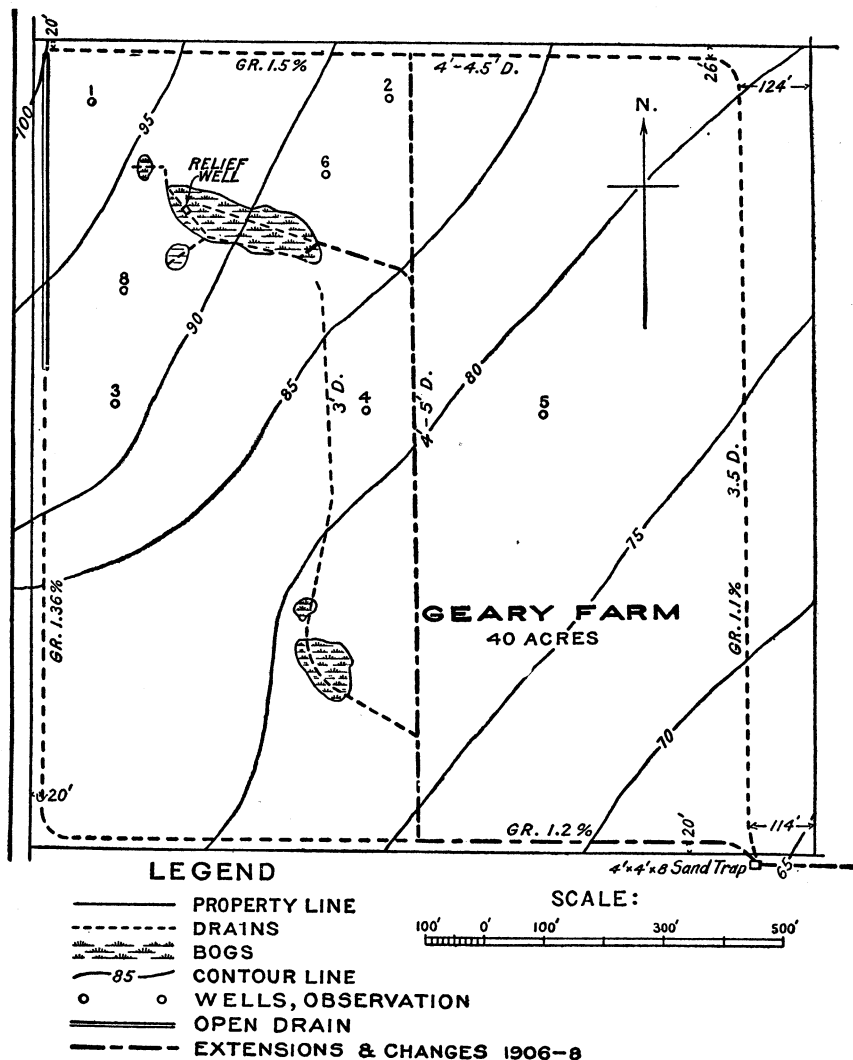 20'
GR. 1.5%
4'-4.5' D.
26'
124'
1
2
100
95
N.
RELIEF
WELL
6
8
90
3
85
3' D.
4
4-5' D.
80
5
3.5 D.
75
GR. 1.36%
GEARY FARM
40 ACRES
GR. 1.1%
70
20'
GR. 1.2%
20'
114'
4'x4'x8 Sand Trap
65
LEGEND
PROPERTY LINE
DRAINS
BOGS
85
CONTOUR LINE
WELLS, OBSERVATION
OPEN DRAIN
EXTENSIONS & CHANGES 1906-8
SCALE:
100' 0' 100' 300' 500'